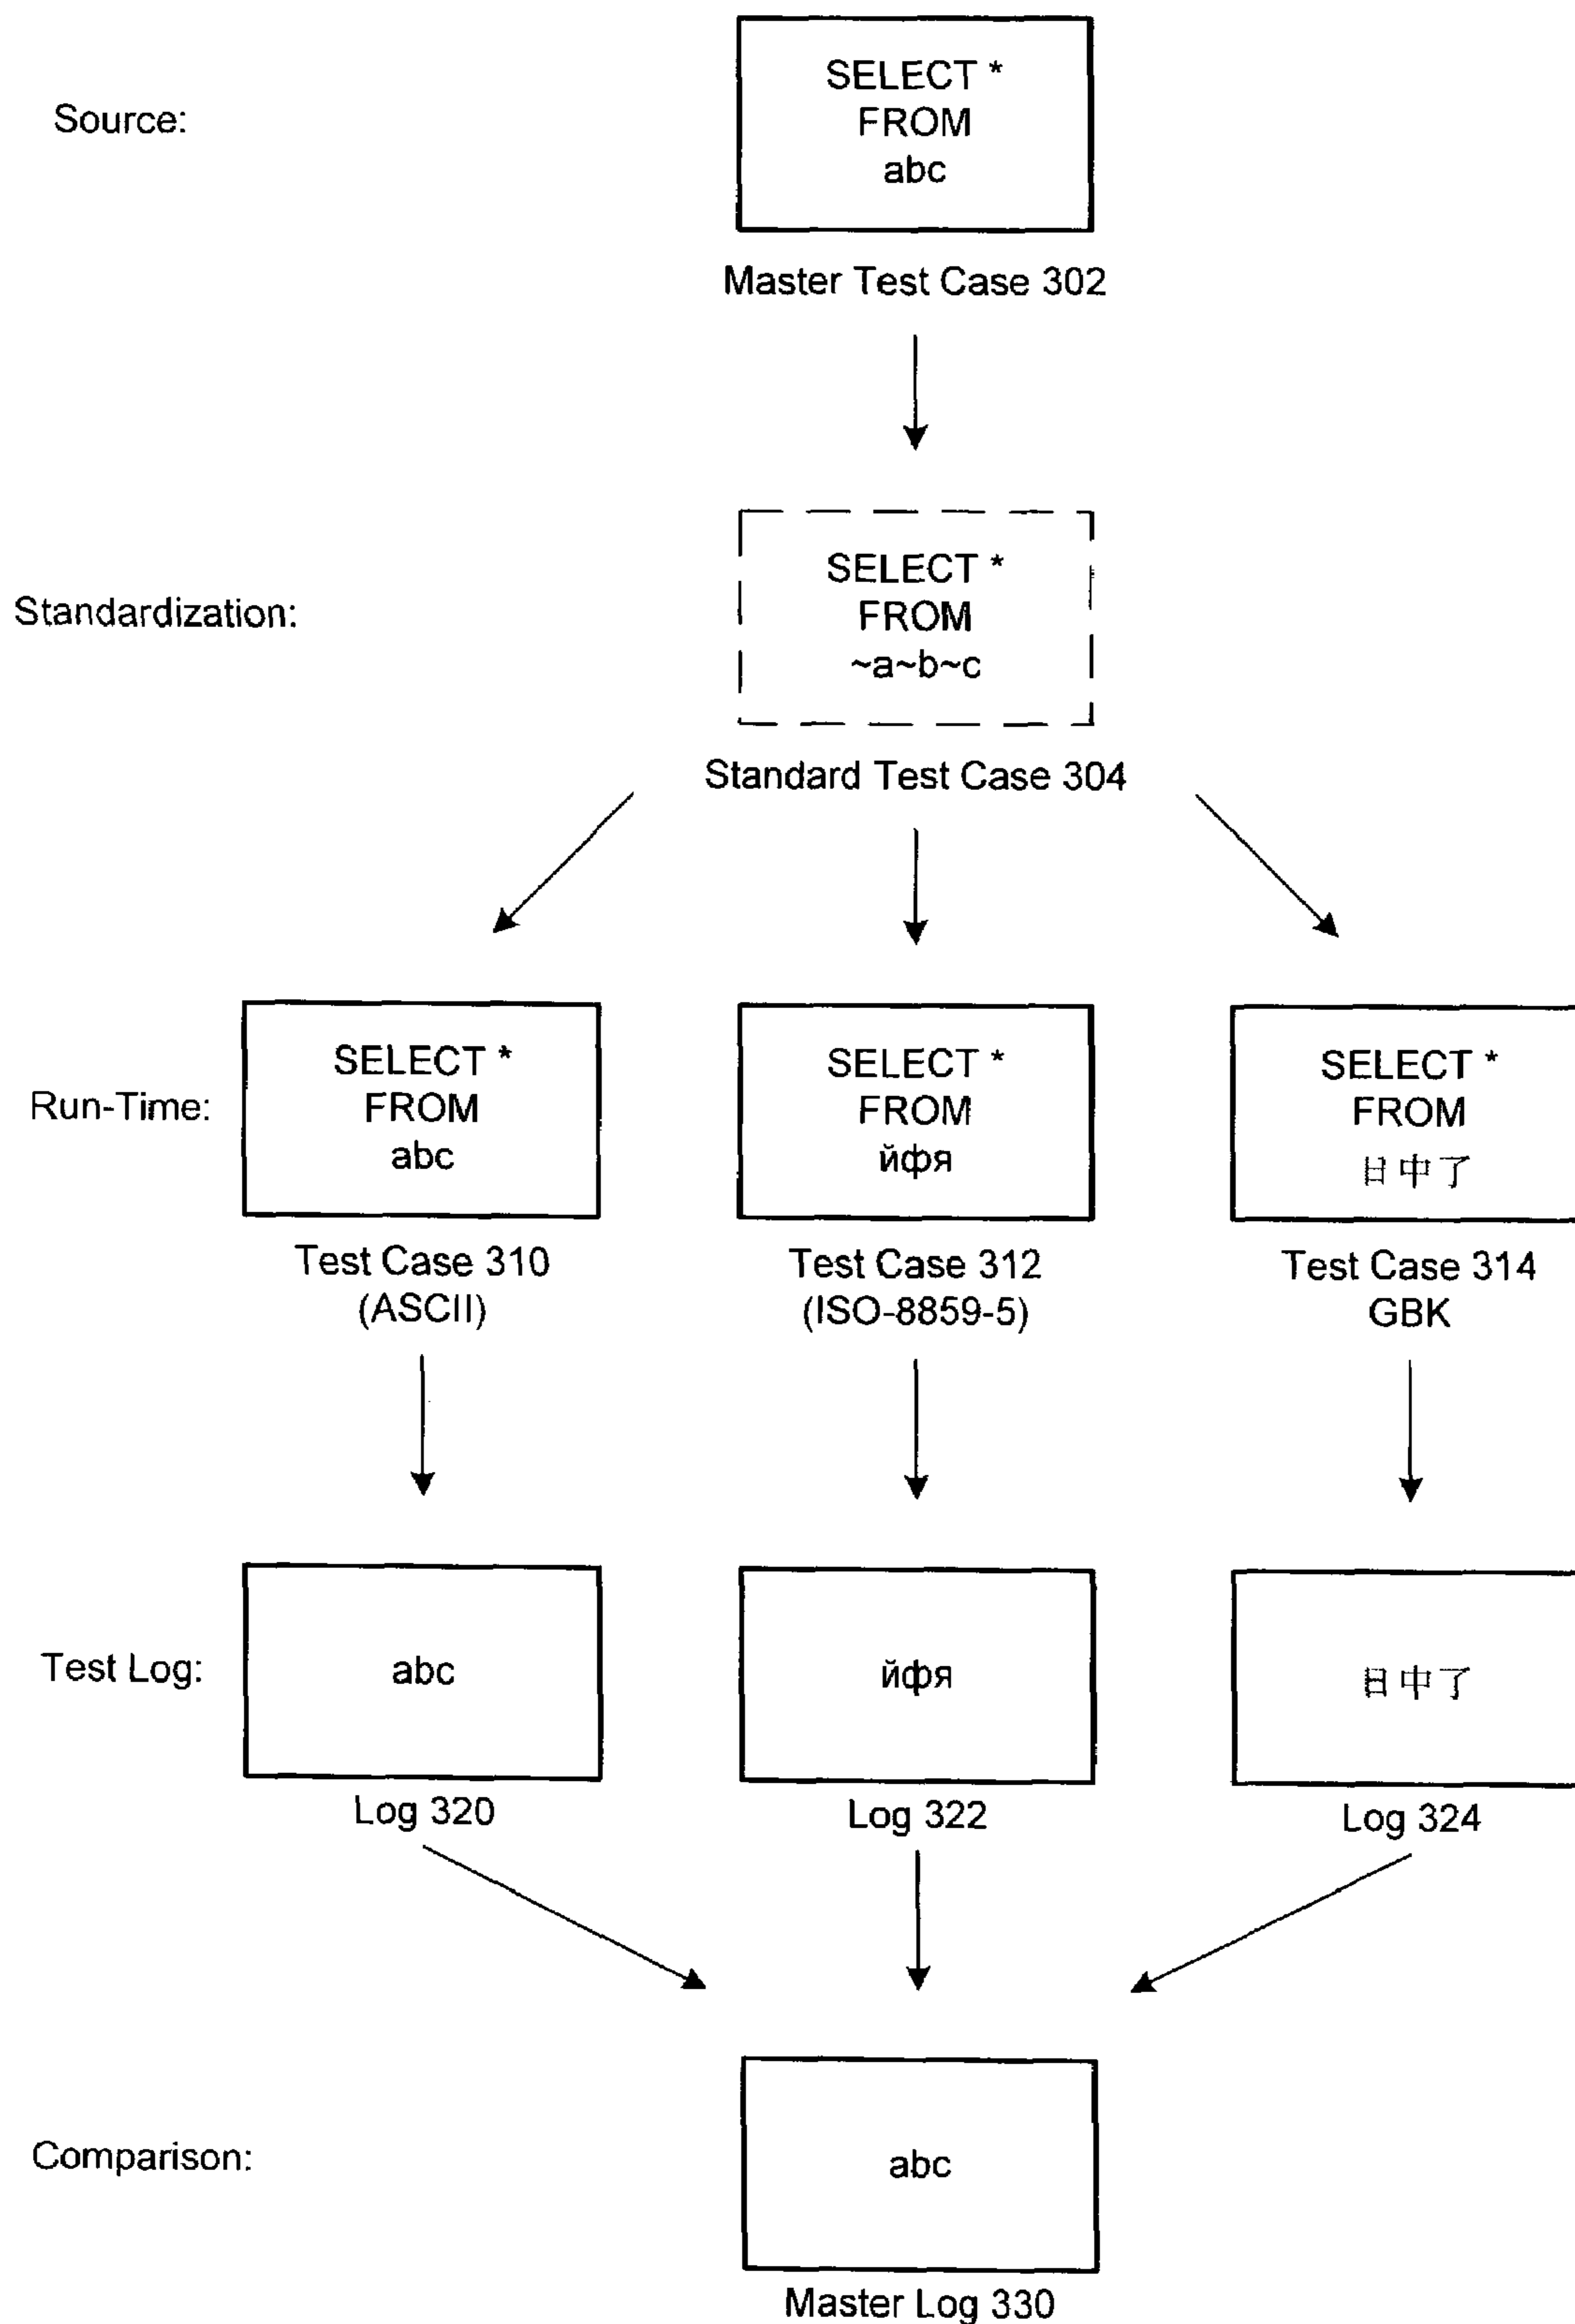 Source:
SELECT *
FROM
abc
Master Test Case 302
Standardization:
SELECT *
FROM
~a~b~c
Standard Test Case 304
Run-Time:
SELECT *
FROM
abc
Test Case 310
(ASCII)
SELECT *
FROM
йфя
Test Case 312
(ISO-8859-5)
SELECT *
FROM
日中了
Test Case 314
GBK
Test Log:
abc
Log 320
йфя
Log 322
日中了
Log 324
Comparison:
abc
Master Log 330